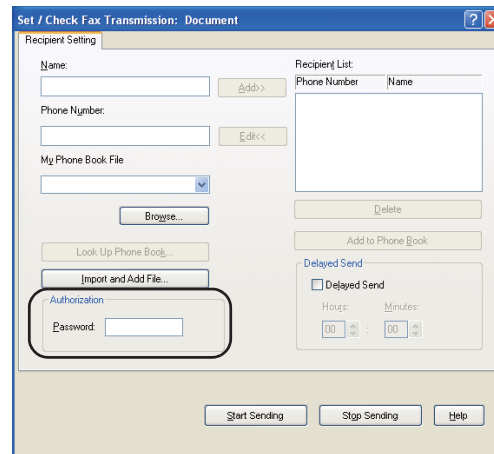 Set / Check Fax Transmission: Document
Recipient Setting
Name:
Add>>
Phone Number:
Edit<<
My Phone Book File
Browse...
Look Up Phone Book...
Import and Add File...
Authorization
Password:
Recipient List:
Phone Number Name
Delete
Add to Phone Book
Delayed Send
Delayed Send
Hours: Minutes:
00 : 00
Start Sending Stop Sending Help